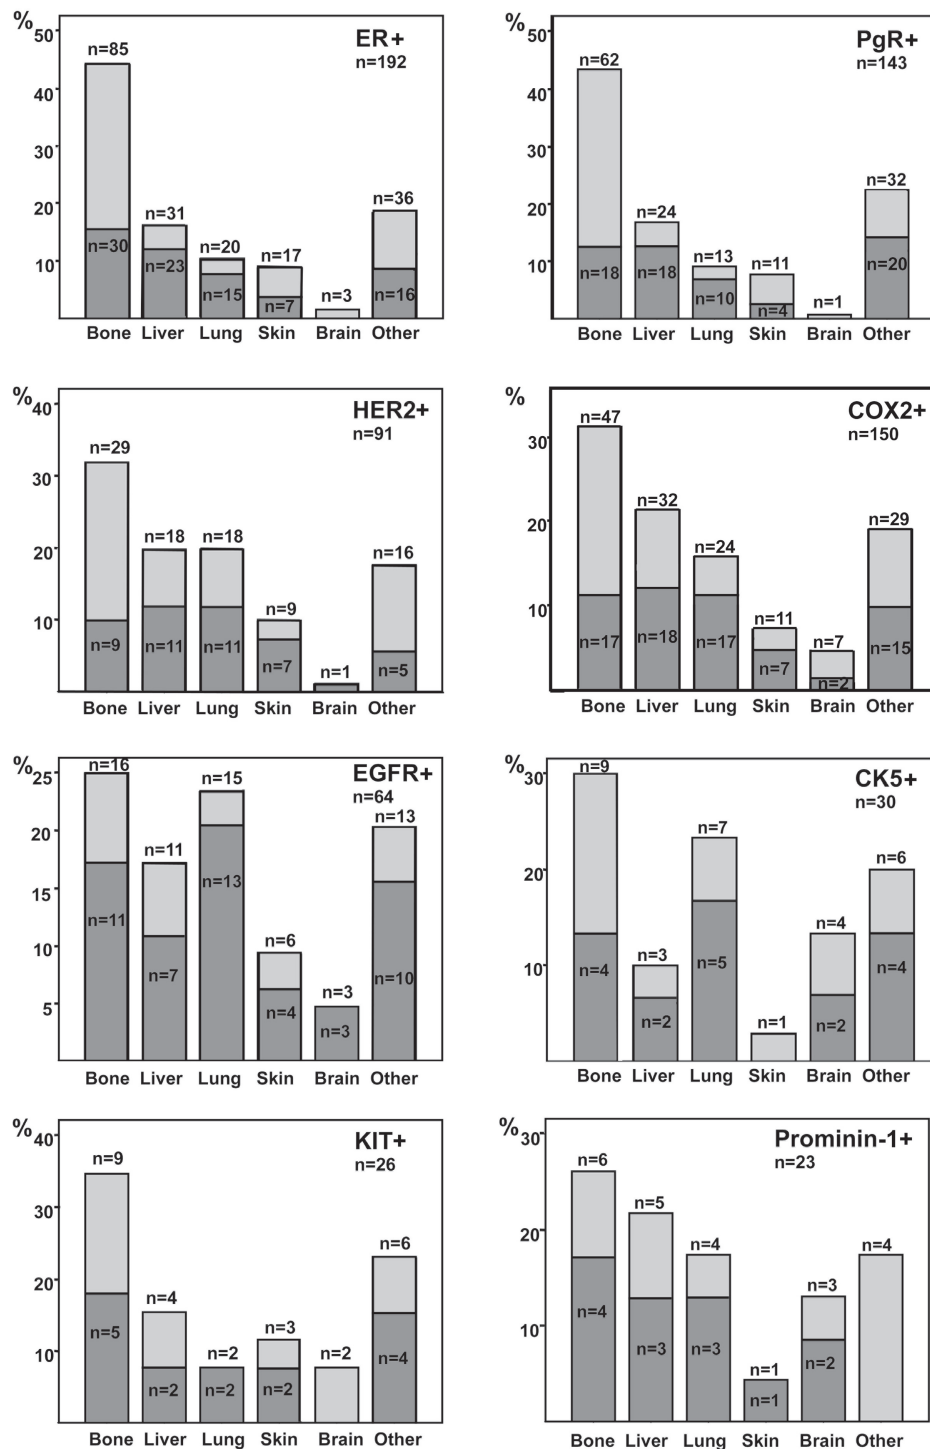 %
50
40
30
20
10
ER+
n=192
n=85
n=31
n=20
n=17
n=3
n=36
n=30
n=23
n=15
n=7
n=16
Bone Liver Lung Skin Brain Other
%
50
40
30
20
10
PgR+
n=143
n=62
n=24
n=13
n=11
n=1
n=32
n=18
n=18
n=10
n=4
n=20
Bone Liver Lung Skin Brain Other
%
40
30
20
10
HER2+
n=91
n=29
n=18
n=18
n=9
n=1
n=16
n=9
n=11
n=11
n=7
n=5
Bone Liver Lung Skin Brain Other
%
30
20
10
COX2+
n=150
n=47
n=32
n=24
n=11
n=7
n=29
n=17
n=18
n=17
n=7
n=2
n=15
Bone Liver Lung Skin Brain Other
%
25
20
15
10
5
EGFR+
n=64
n=16
n=11
n=15
n=6
n=3
n=13
n=11
n=7
n=13
n=4
n=3
n=10
Bone Liver Lung Skin Brain Other
%
30
20
10
CK5+
n=30
n=9
n=3
n=7
n=1
n=4
n=6
n=4
n=2
n=5
n=2
n=4
Bone Liver Lung Skin Brain Other
%
40
30
20
10
KIT+
n=26
n=9
n=4
n=2
n=3
n=2
n=6
n=5
n=2
n=2
n=2
n=4
Bone Liver Lung Skin Brain Other
%
30
20
10
Prominin-1+
n=23
n=6
n=5
n=4
n=1
n=3
n=4
n=4
n=3
n=3
n=1
n=2
Bone Liver Lung Skin Brain Other